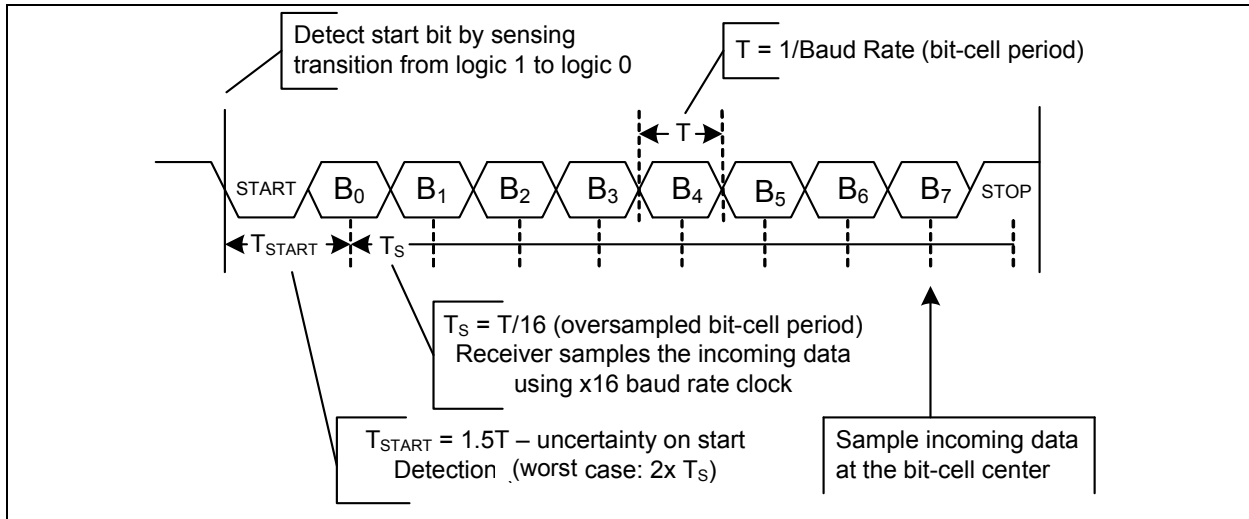 Detect start bit by sensing
transition from logic 1 to logic 0
T = 1/Baud Rate (bit-cell period)
T
START B0 B1 B2 B3 B4 B5 B6 B7 STOP
TSTART TS
TS = T/16 (oversampled bit-cell period)
Receiver samples the incoming data
using x16 baud rate clock
TSTART = 1.5T – uncertainty on start
Detection (worst case: 2x TS)
Sample incoming data
at the bit-cell center